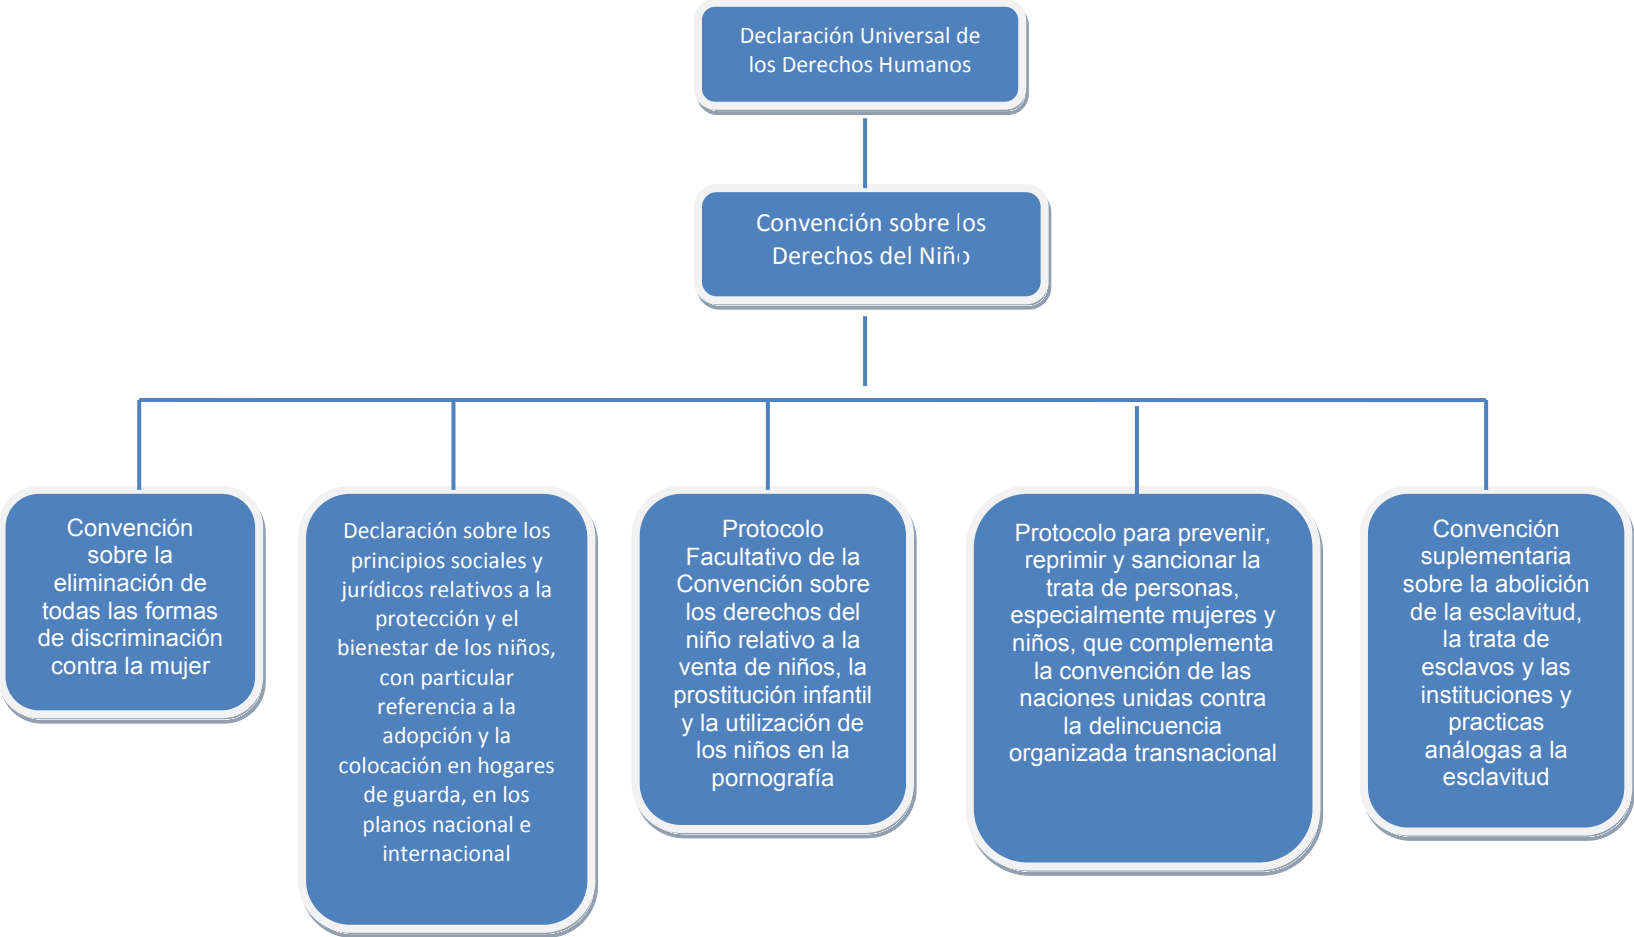 Declaración Universal de
los Derechos Humanos
Convención sobre los
Derechos del Niño
Convención
sobre la
eliminación de
todas las formas
de discriminación
contra la mujer
Declaración sobre los
principios sociales y
jurídicos relativos a la
protección y el
bienestar de los niños,
con particular
referencia a la
adopción y la
colocación en hogares
de guarda, en los
planos nacional e
internacional
Protocolo
Facultativo de la
Convención sobre
los derechos del
niño relativo a la
venta de niños, la
prostitución infantil
y la utilización de
los niños en la
pornografía
Protocolo para prevenir,
reprimir y sancionar la
trata de personas,
especialmente mujeres y
niños, que complementa
la convención de las
naciones unidas contra
la delincuencia
organizada transnacional
Convención
suplementaria
sobre la abolición
de la esclavitud,
la trata de
esclavos y las
instituciones y
practicas
análogas a la
esclavitud